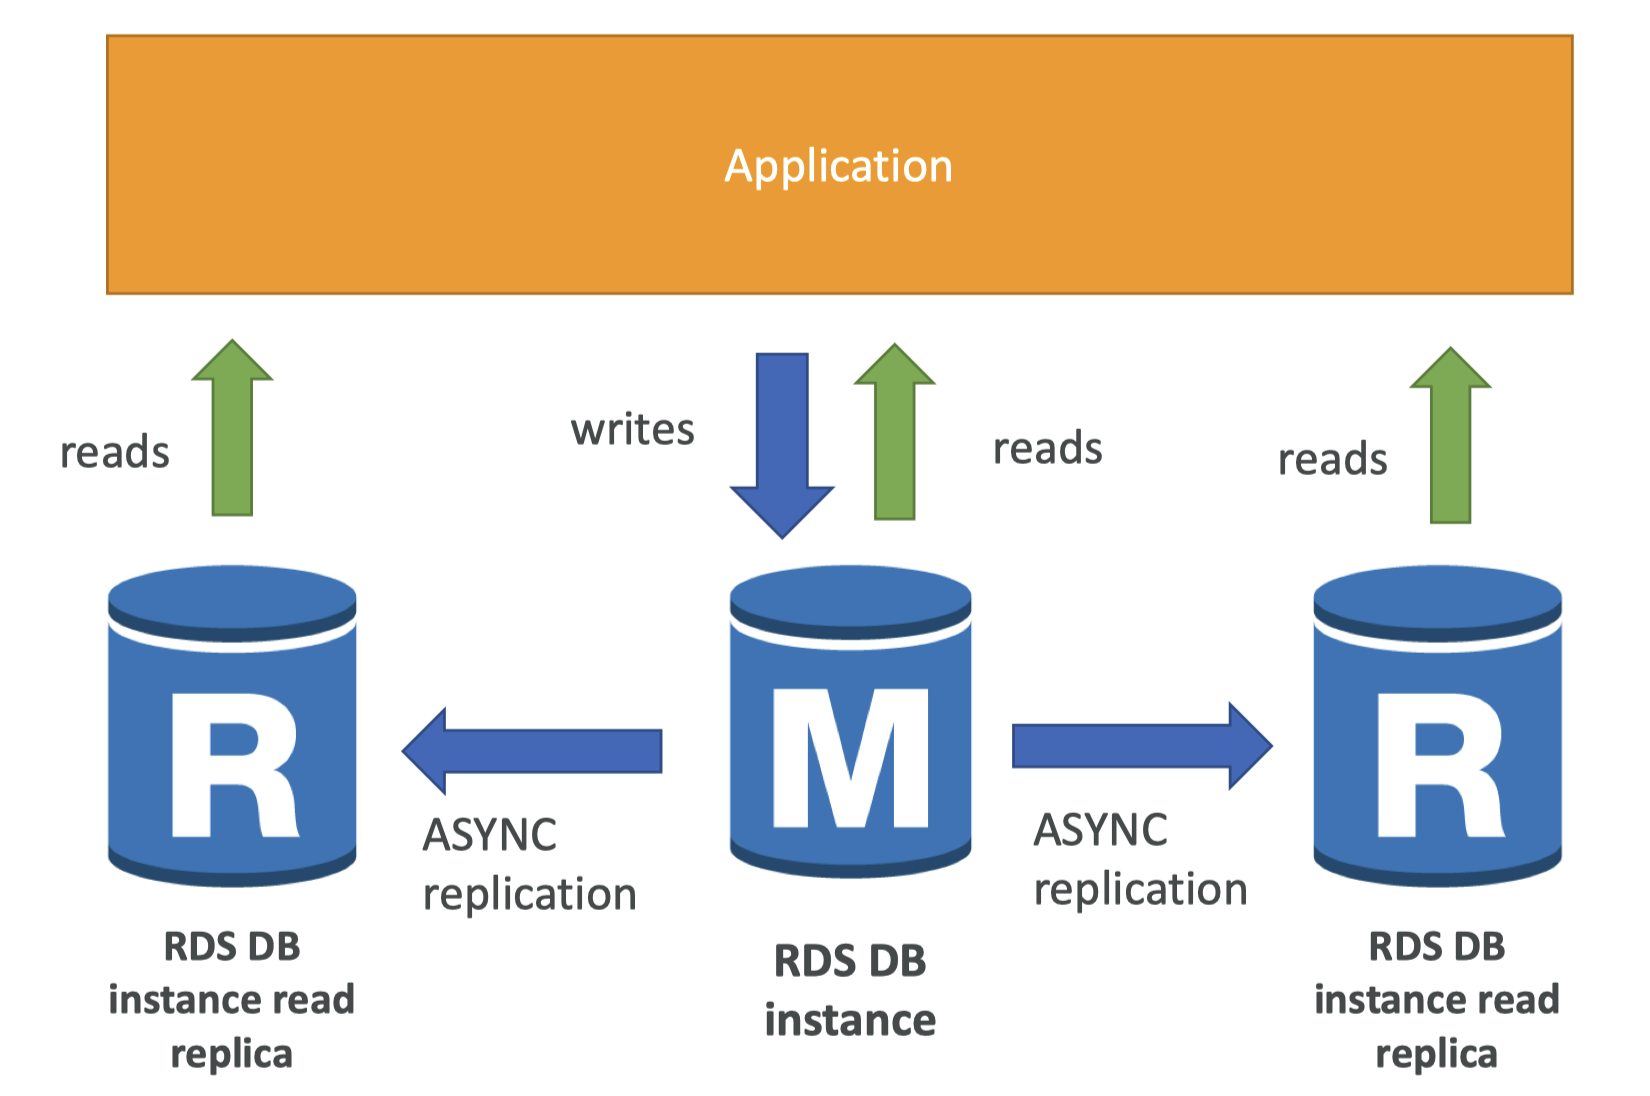 Application
reads
writes
reads
reads
R
M
R
ASYNC
replication
ASYNC
replication
RDS DB
instance read
replica
RDS DB
instance
RDS DB
instance read
replica